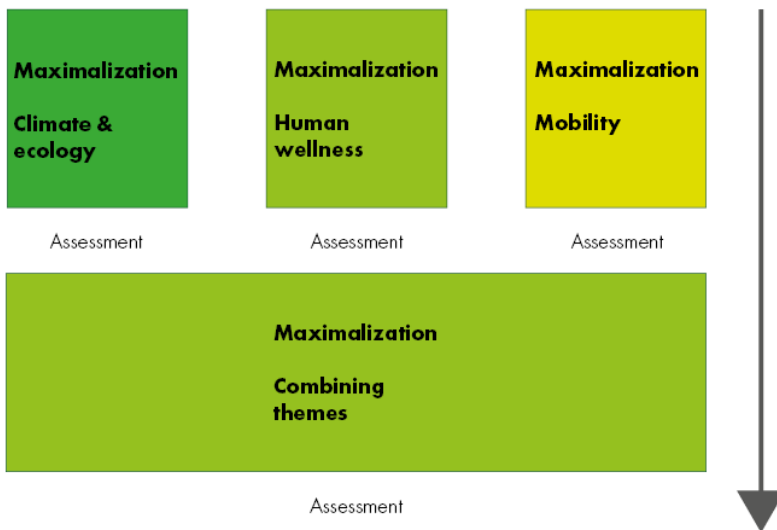 Maximalization
Climate &
ecology
Maximalization
Human
wellness
Maximalization
Mobility
Assessment
Assessment
Assessment
Maximalization
Combining
themes
Assessment